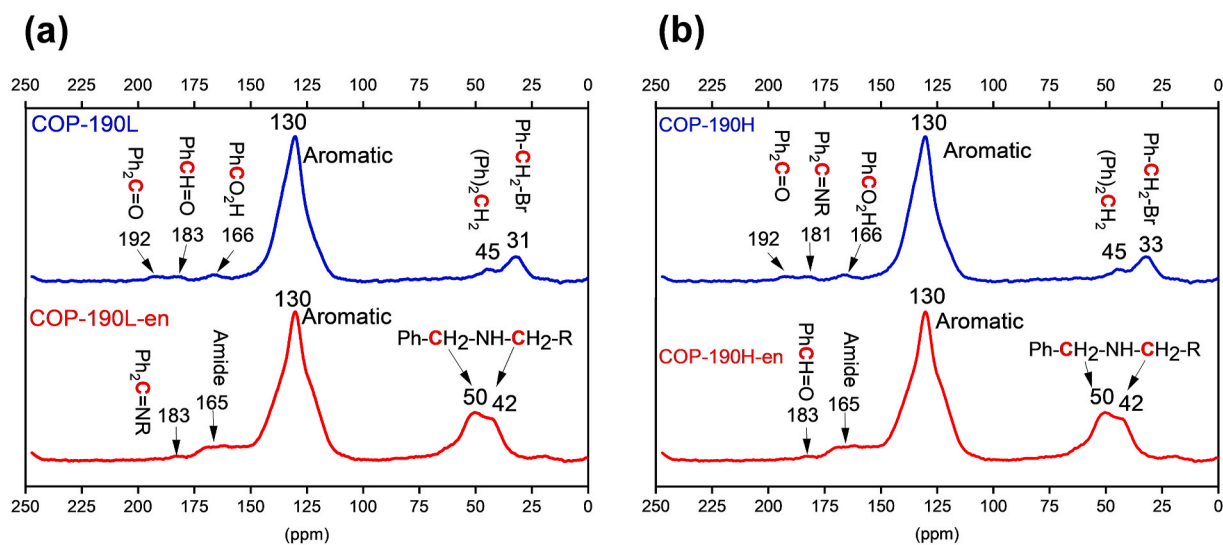 (a)
250 225 200 175 150 125 100 75 50 25 0
COP-190L
Ph2C=O
192
PhCH=O
183
PhCO2H
166
130
Aromatic
(Ph)2CH2
45
Ph-CH2-Br
31
COP-190L-en
Ph2C=NR
183
Amide
165
130
Aromatic
Ph-CH2-NH-CH2-R
50
42
250 225 200 175 150 125 100 75 50 25 0
(ppm)
(b)
250 225 200 175 150 125 100 75 50 25 0
COP-190H
Ph2C=O
192
Ph2C=NR
181
PhCO2H
166
130
Aromatic
(Ph)2CH2
45
Ph-CH2-Br
33
COP-190H-en
PhCH=O
183
Amide
165
130
Aromatic
Ph-CH2-NH-CH2-R
50
42
250 225 200 175 150 125 100 75 50 25 0
(ppm)